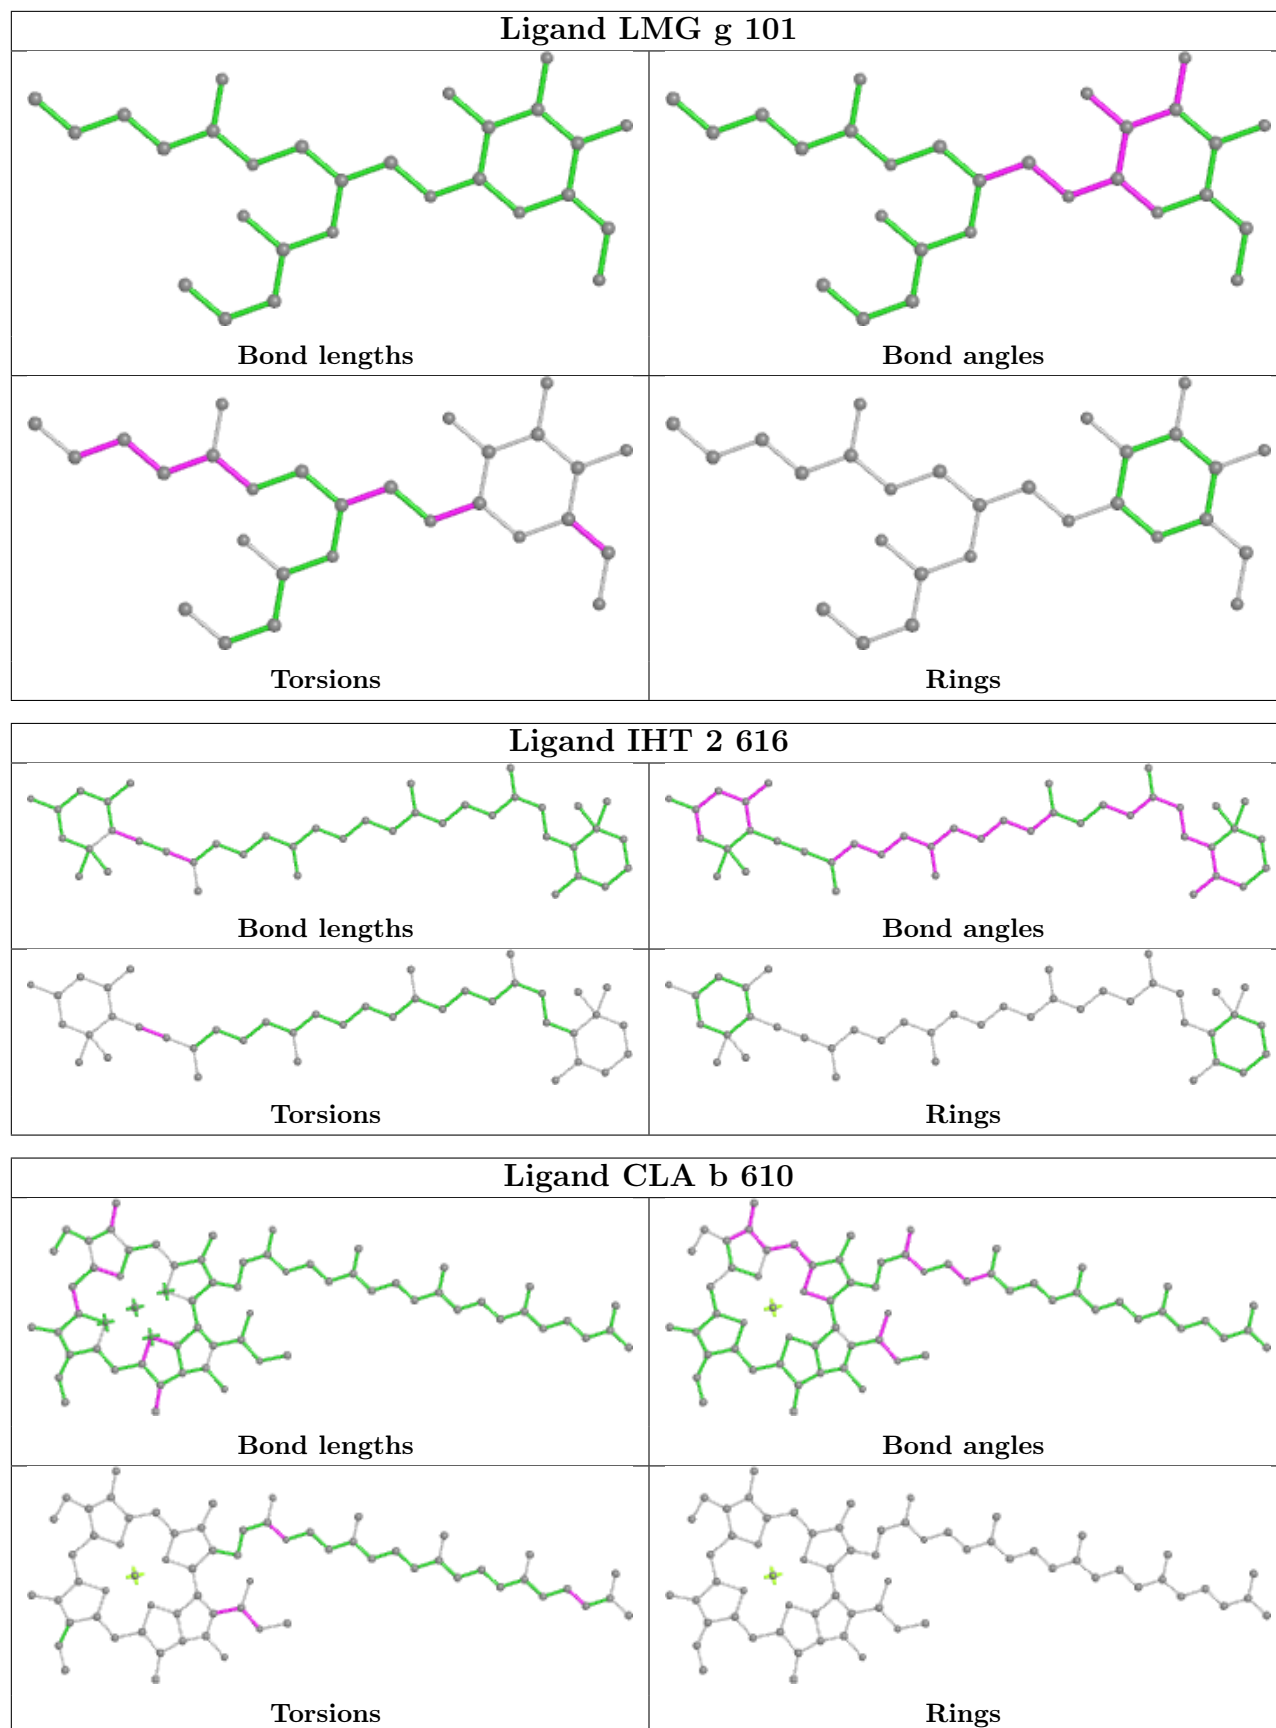 Ligand LMG g 101
Bond lengths
Bond angles
Torsions
Rings
Ligand IHT 2 616
Bond lengths
Bond angles
Torsions
Rings
Ligand CLA b 610
Bond lengths
Bond angles
Torsions
Rings